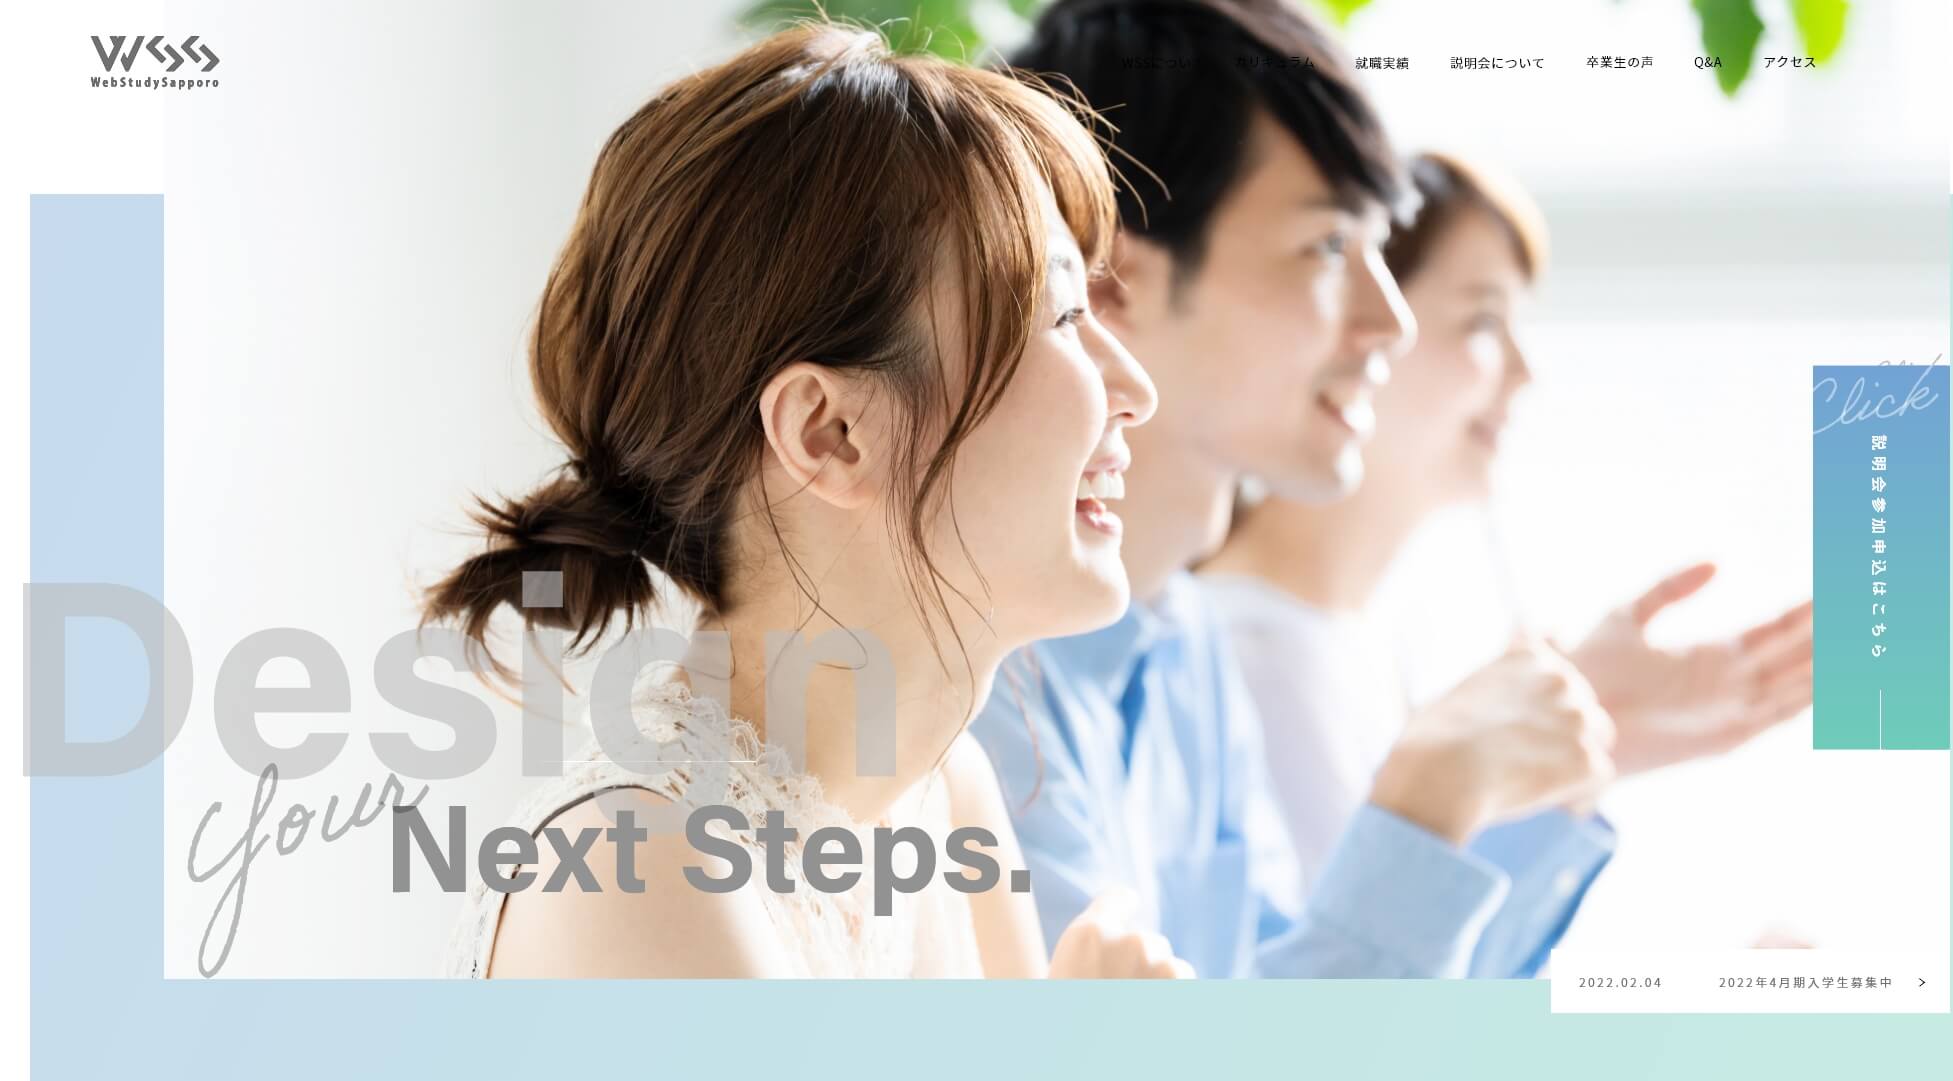 WSS
WebStudySapporo
WSSについて
カリキュラム
就職実績
説明会について
卒業生の声
Q&A
アクセス
Click
説明会参加申込はこちら
Design
your
Next Steps.
2022.02.04
2022年4月期入学生募集中